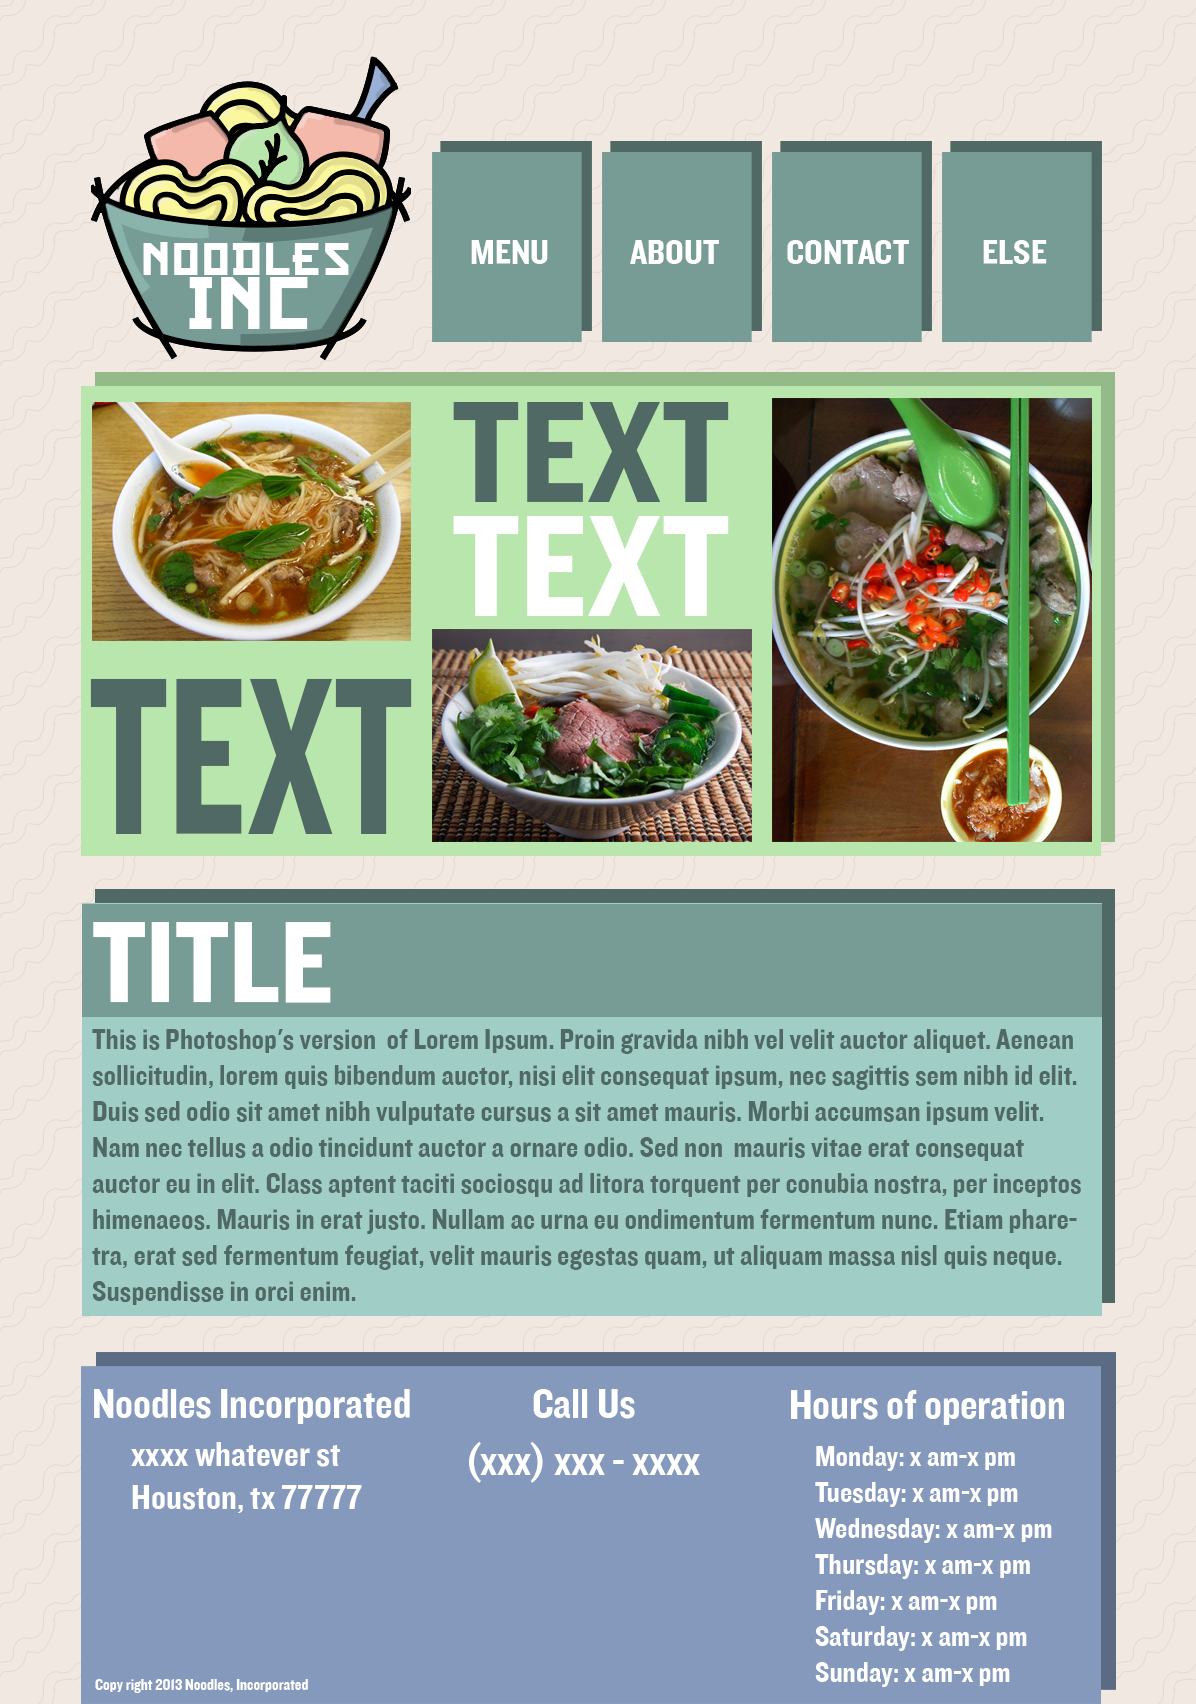 NOODLES
INC
MENU
ABOUT
CONTACT
ELSE
TEXT
TEXT
TEXT
TITLE
This is Photoshop's version  of Lorem Ipsum. Proin gravida nibh vel velit auctor aliquet. Aenean
sollicitudin, lorem quis bibendum auctor, nisi elit consequat ipsum, nec sagittis sem nibh id elit.
Duis sed odio sit amet nibh vulputate cursus a sit amet mauris. Morbi accumsan ipsum velit.
Nam nec tellus a odio tincidunt auctor a ornare odio. Sed non  mauris vitae erat consequat
auctor eu in elit. Class aptent taciti sociosqu ad litora torquent per conubia nostra, per inceptos
himenaeos. Mauris in erat justo. Nullam ac urna eu ondimentum fermentum nunc. Etiam phare-
tra, erat sed fermentum feugiat, velit mauris egestas quam, ut aliquam massa nisl quis neque.
Suspendisse in orci enim.
Noodles Incorporated
xxxx whatever st
Houston, tx 77777
Call Us
(xxx) xxx - xxxx
Hours of operation
Monday: x am-x pm
Tuesday: x am-x pm
Wednesday: x am-x pm
Thursday: x am-x pm
Friday: x am-x pm
Saturday: x am-x pm
Sunday: x am-x pm
Copy right 2013 Noodles, Incorporated